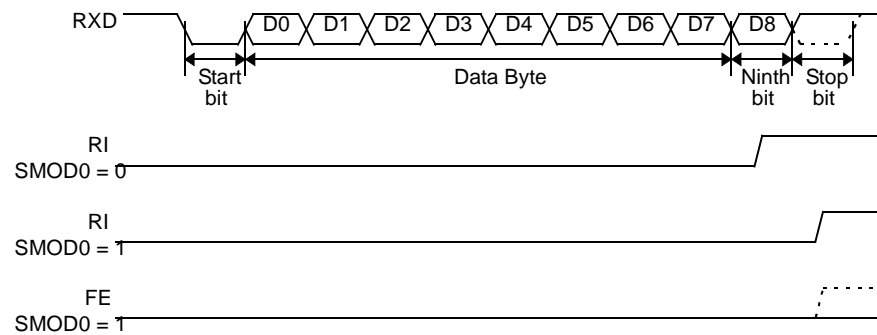 RXD D0 D1 D2 D3 D4 D5 D6 D7 D8
Start bit
Data Byte
Ninth bit
Stop bit
RI
SMOD0 = 0
RI
SMOD0 = 1
FE
SMOD0 = 1